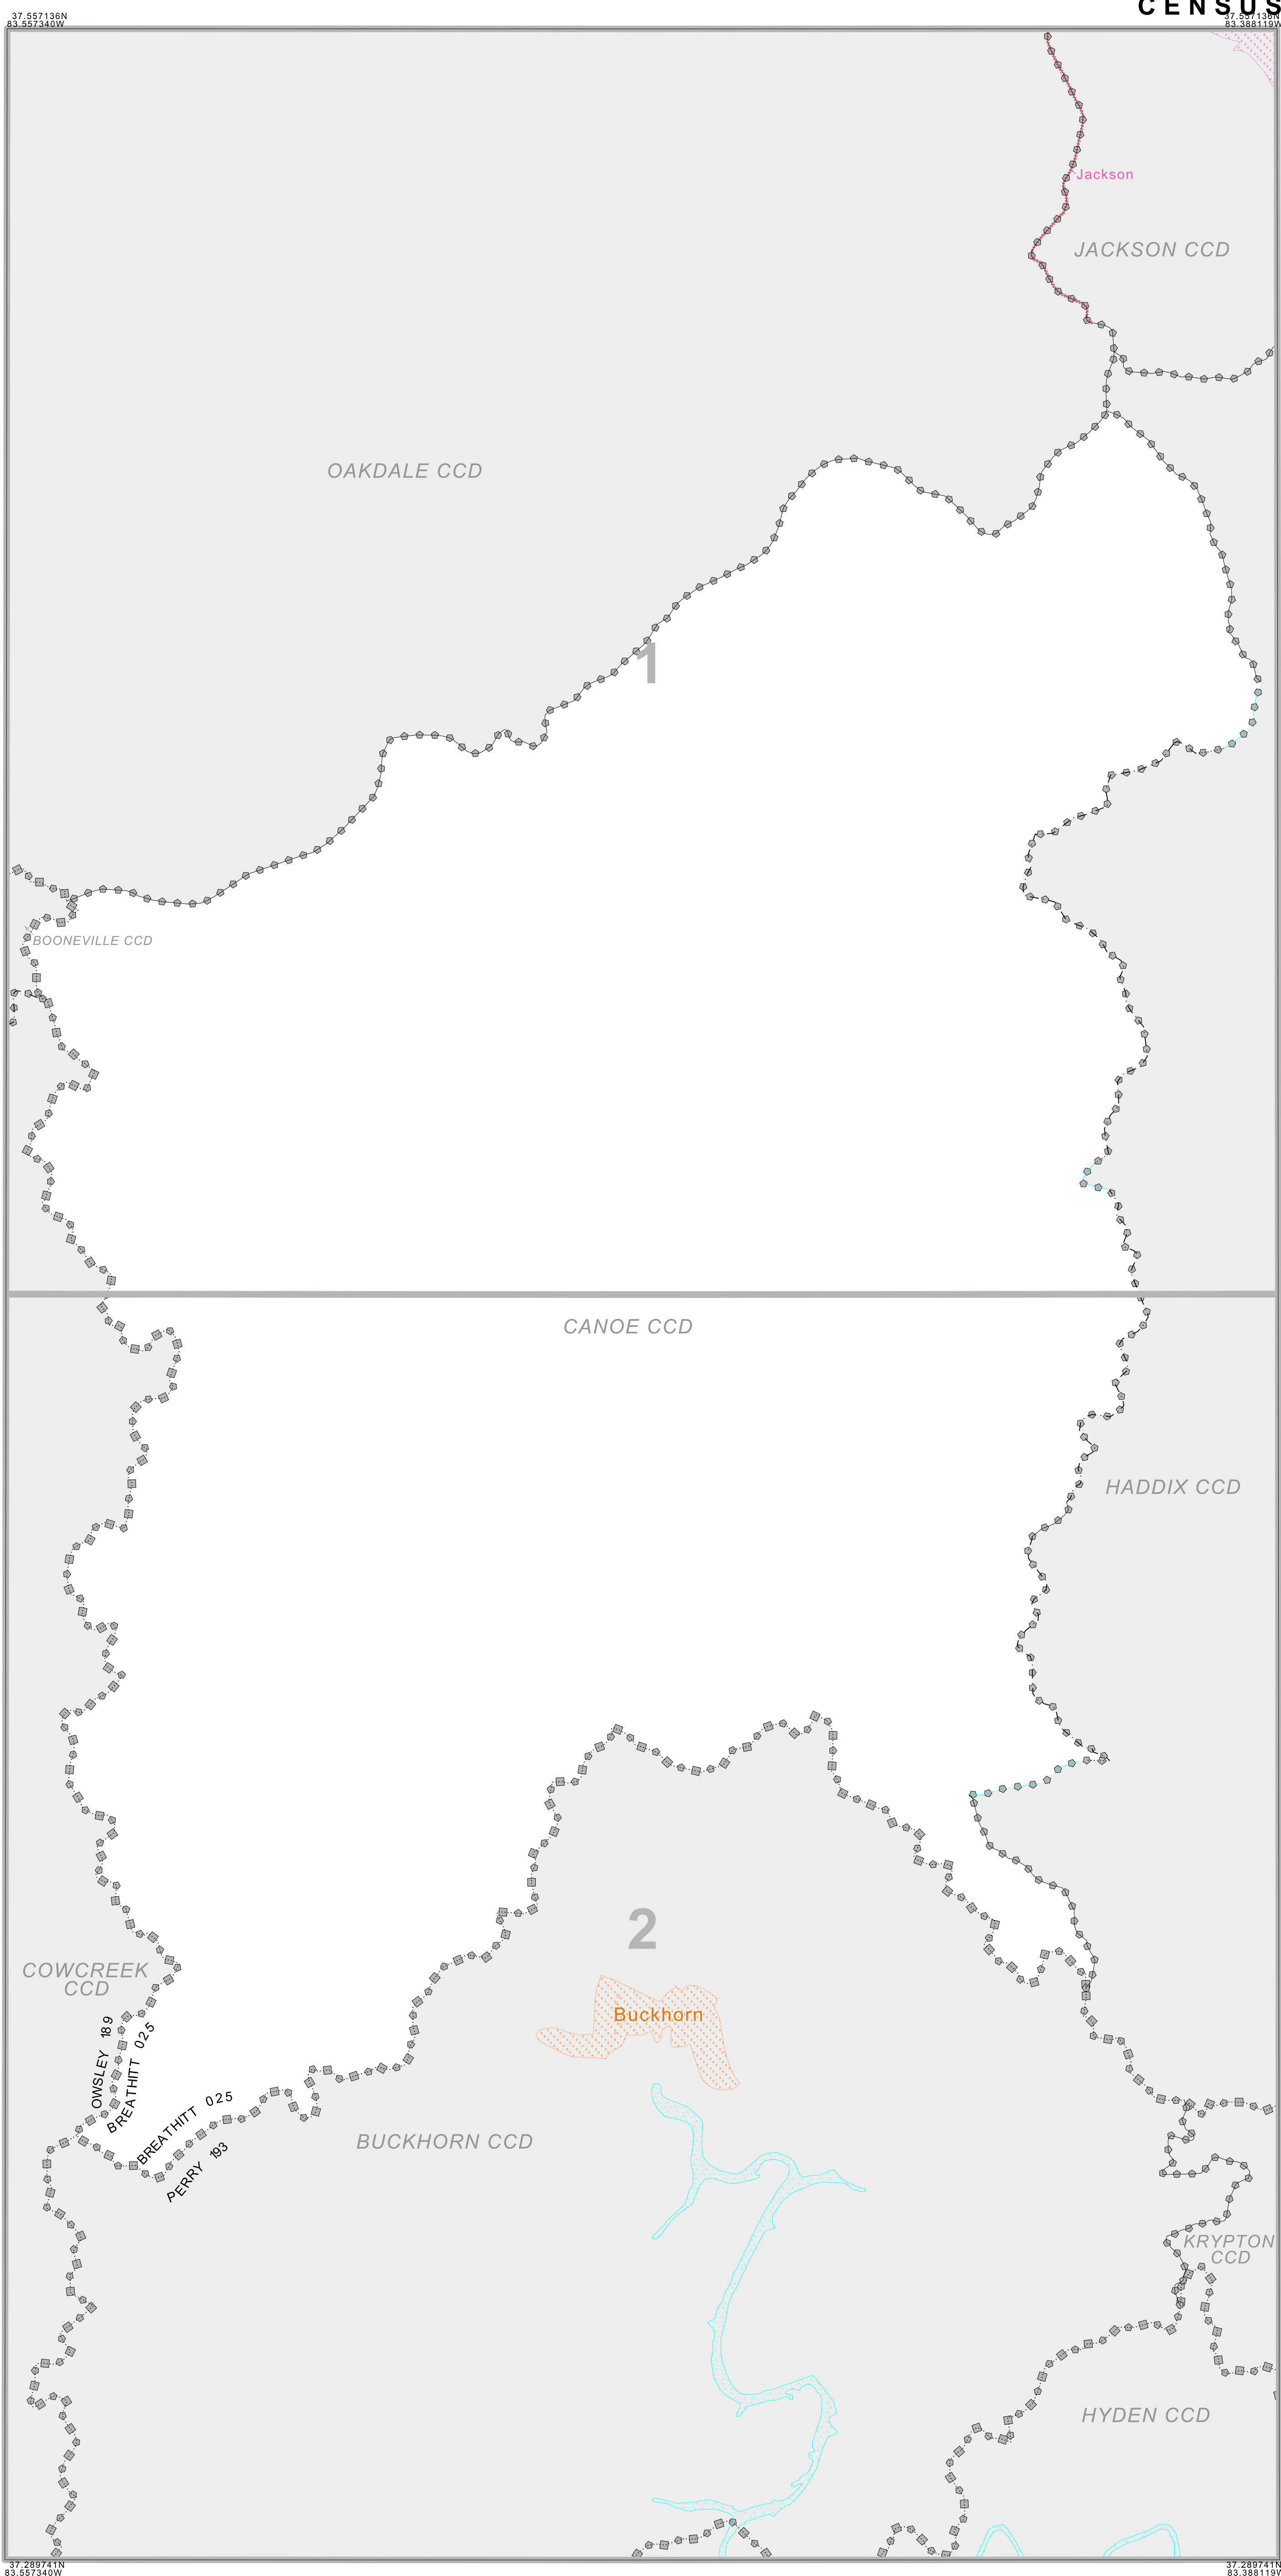 CENSUS
37.557136N
83.557340W
37.557136N
83.388119W
Jackson
JACKSON CCD
OAKDALE CCD
1
BOONEVILLE CCD
CANOE CCD
HADDIX CCD
2
COWCREEK
CCD
Buckhorn
OWSLEY 189
BREATHITT 025
BREATHITT 025
PERRY 193
BUCKHORN CCD
KRYPTON
CCD
HYDEN CCD
37.289741N
83.557340W
37.289741N
83.388119W